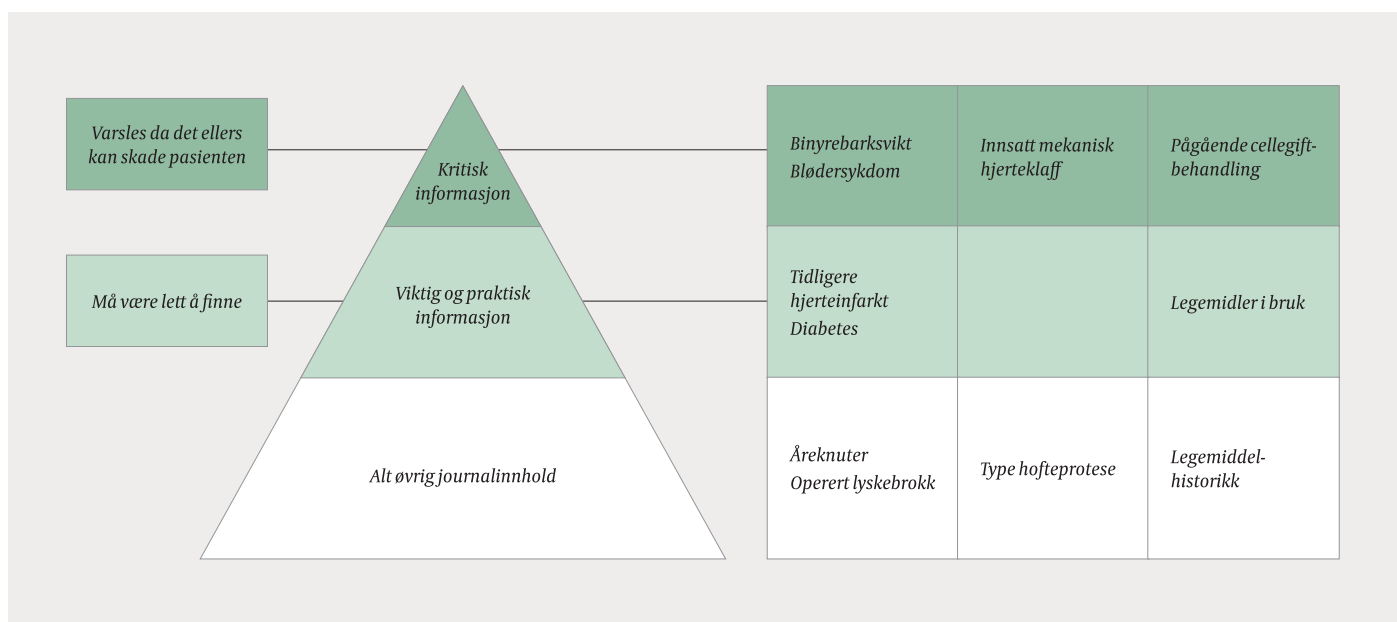 Varsles da det ellers
kan skade pasienten
Kritisk
informasjon
Binyrebarksvikt
Blødersykdom
Innsatt mekanisk
hjerteklaff
Pågående cellegift-
behandling
Må være lett å finne
Viktig og praktisk
informasjon
Tidligere
hjerteinfarkt
Diabetes
Legemidler i bruk
Alt øvrig journalinnhold
Åreknuter
Operert lyskebrokk
Type hofteprotese
Legemiddel-
historikk